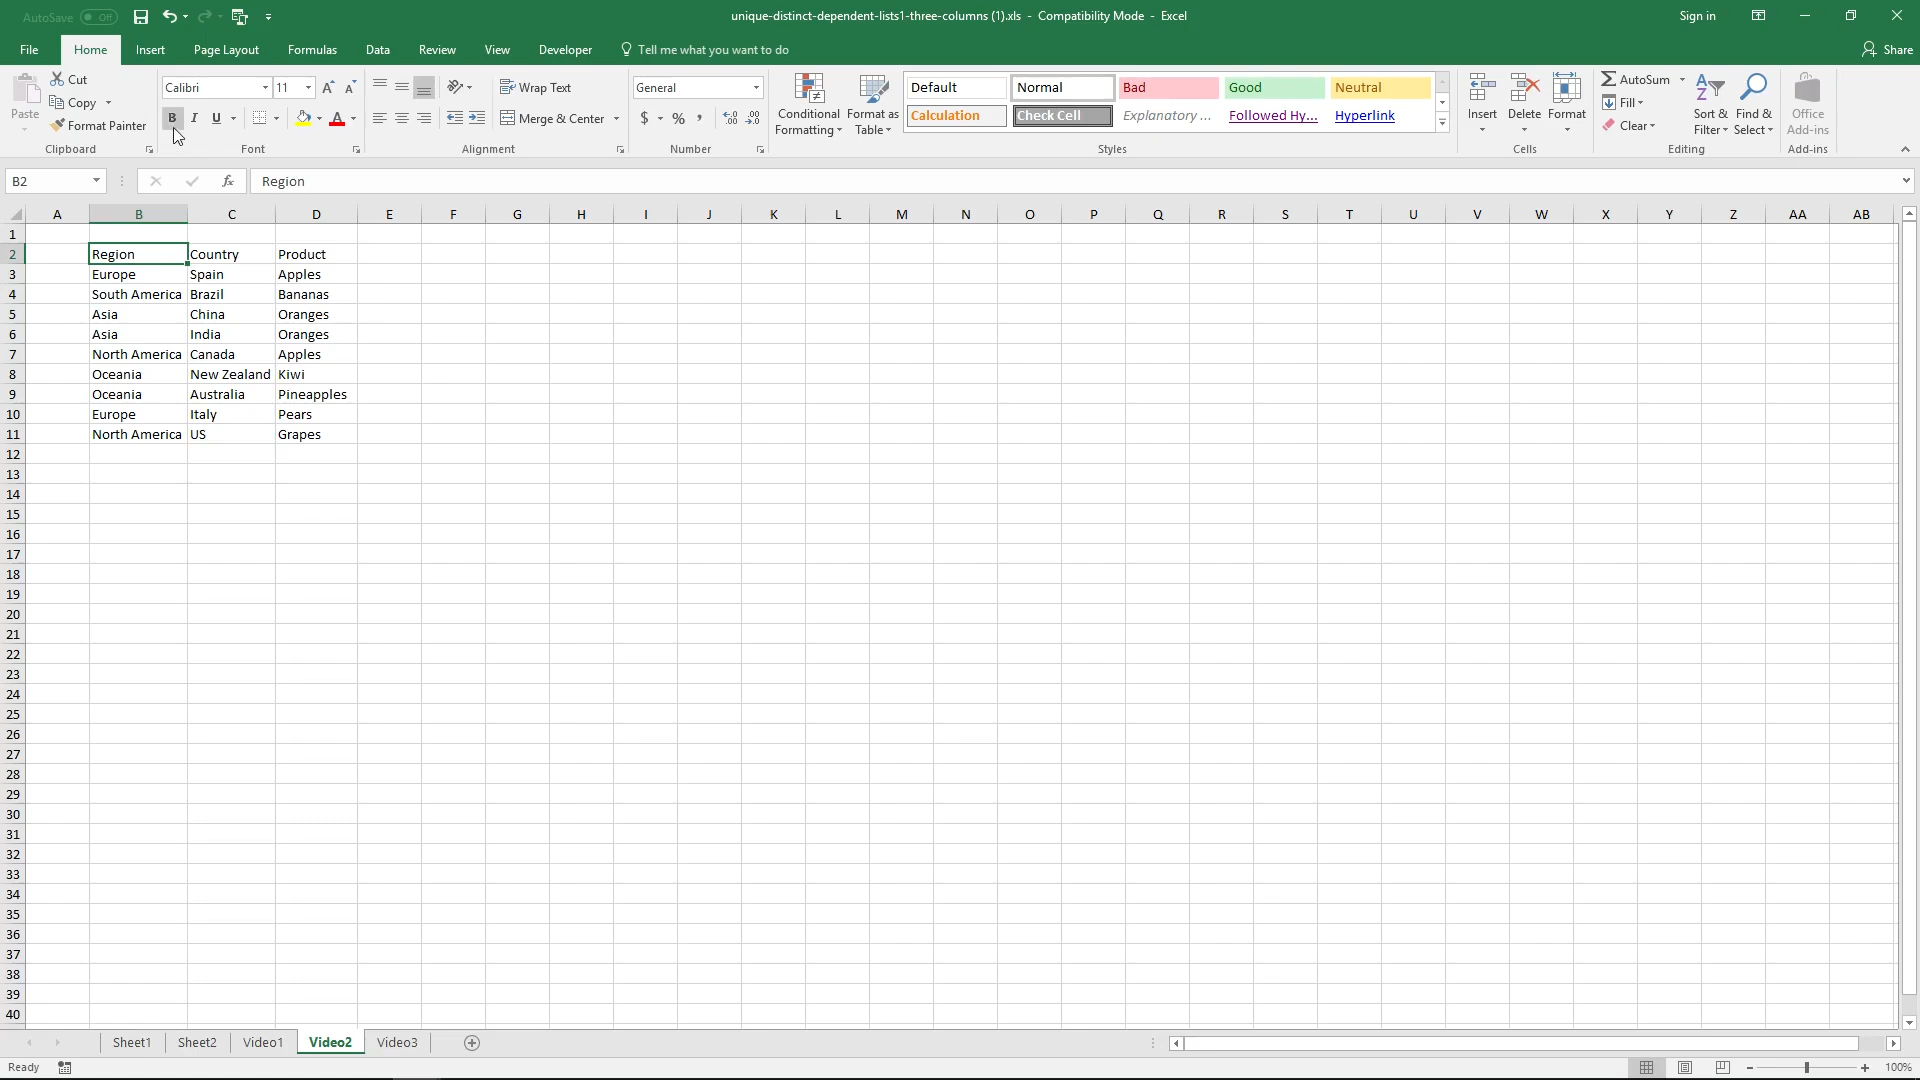 AutoSave Off
unique-distinct-dependent-lists1-three-columns (1).xls - Compatibility Mode - Excel
Sign in
File Home Insert Page Layout Formulas Data Review View Developer Tell me what you want to do Share
Paste
Cut
Copy
Format Painter
Clipboard
Calibri 11
B I U
Font
Wrap Text
Merge & Center
Alignment
General
$ % ,
Number
Conditional Formatting
Format as Table
Default Normal Bad Good Neutral
Calculation Check Cell Explanatory ... Followed Hy... Hyperlink
Styles
Insert Delete Format
Cells
AutoSum
Fill
Clear
Sort & Filter
Find & Select
Editing
Office Add-ins
Add-ins
B2 fx Region
A B C D E F G H I J K L M N O P Q R S T U V W X Y Z AA AB
1
2 Region Country Product
3 Europe Spain Apples
4 South America Brazil Bananas
5 Asia China Oranges
6 Asia India Oranges
7 North America Canada Apples
8 Oceania New Zealand Kiwi
9 Oceania Australia Pineapples
10 Europe Italy Pears
11 North America US Grapes
12
13
14
15
16
17
18
19
20
21
22
23
24
25
26
27
28
29
30
31
32
33
34
35
36
37
38
39
40
Sheet1 Sheet2 Video1 Video2 Video3
Ready 100%